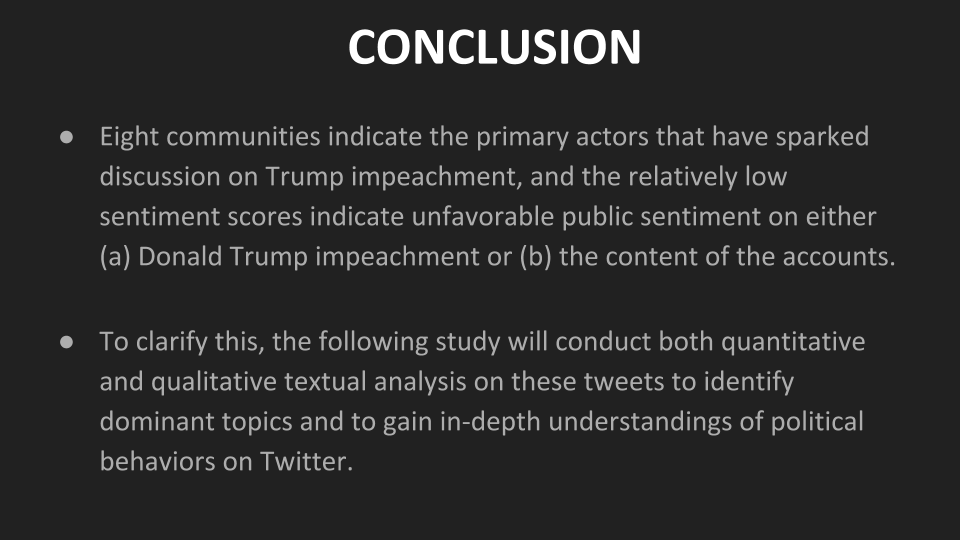 CONCLUSION
● Eight communities indicate the primary actors that have sparked
discussion on Trump impeachment, and the relatively low
sentiment scores indicate unfavorable public sentiment on either
(a) Donald Trump impeachment or (b) the content of the accounts.
● To clarify this, the following study will conduct both quantitative
and qualitative textual analysis on these tweets to identify
dominant topics and to gain in-depth understandings of political
behaviors on Twitter.